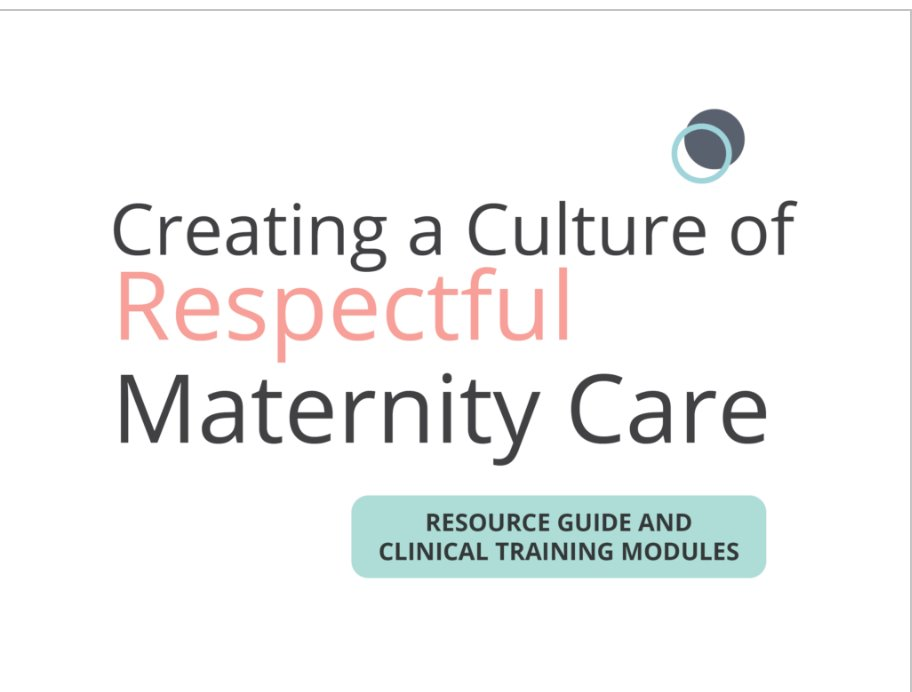 Creating a Culture of
Respectful
Maternity Care
RESOURCE GUIDE AND
CLINICAL TRAINING MODULES